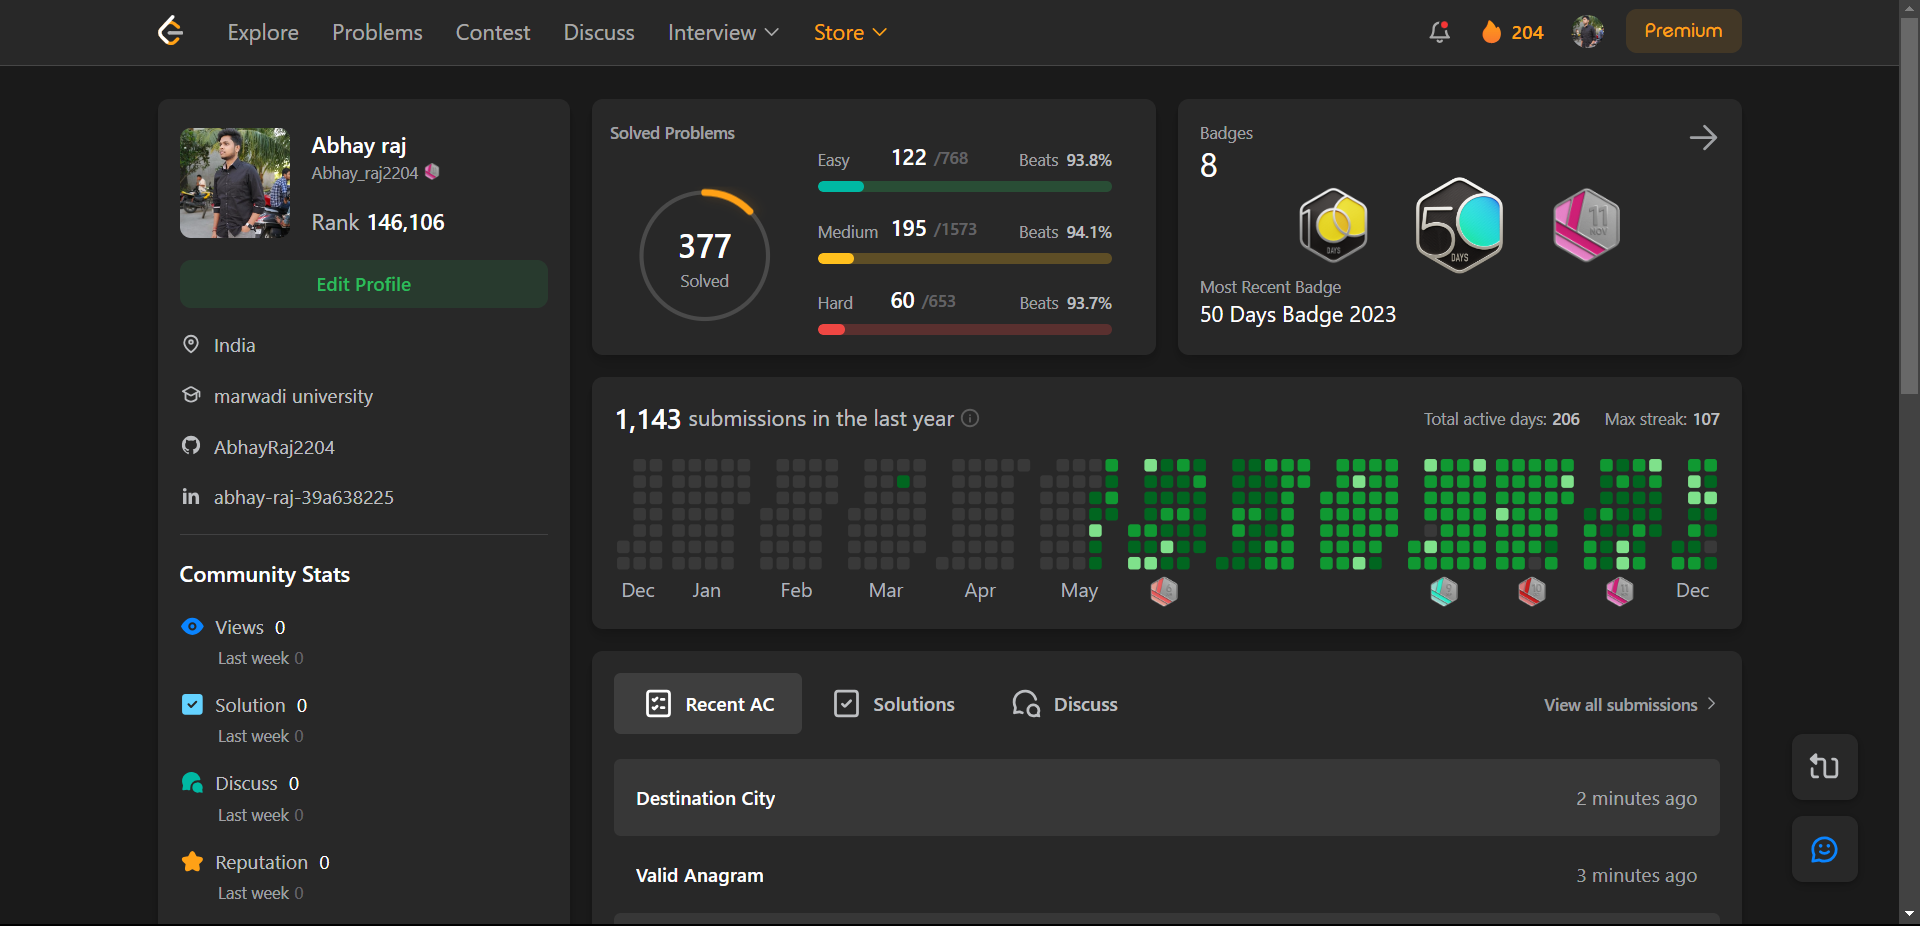 Explore Problems Contest Discuss Interview Store 204 Premium
Abhay raj
Abhay_raj2204
Rank 146,106
Edit Profile
India
marwadi university
AbhayRaj2204
abhay-raj-39a638225
Community Stats
Views 0
Last week 0
Solution 0
Last week 0
Discuss 0
Last week 0
Reputation 0
Last week 0
Solved Problems
377
Solved
Easy 122 /768 Beats 93.8%
Medium 195 /1573 Beats 94.1%
Hard 60 /653 Beats 93.7%
Badges
8
100 DAYS
50 DAYS
11 NOV
Most Recent Badge
50 Days Badge 2023
1,143 submissions in the last year Total active days: 206 Max streak: 107
Dec Jan Feb Mar Apr May Dec
Recent AC Solutions Discuss View all submissions
Destination City 2 minutes ago
Valid Anagram 3 minutes ago